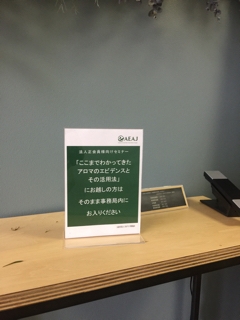 AEAJ
法人正会員様向けセミナー
「ここまでわかってきた
アロマのエビデンスと
その活用法」
にお越しの方は
そのまま事務局内に
お入りください